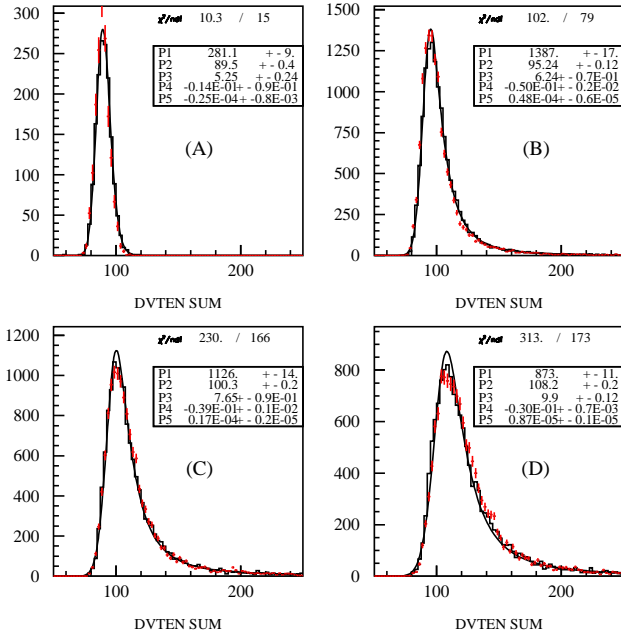 χ²/ndf 10.3 / 15
P1 281.1 + - 9.
P2 89.5 + - 0.4
P3 5.25 + - 0.24
P4 -0.14E-01 + - 0.9E-01
P5 -0.25E-04 + - 0.8E-03
(A)
300
250
200
150
100
50
0
100 200
DVTEN SUM
χ²/ndf 102. / 79
P1 1387. + - 17.
P2 95.24 + - 0.12
P3 6.24 + - 0.7E-01
P4 -0.50E-01 + - 0.2E-02
P5 0.48E-04 + - 0.6E-05
(B)
1500
1250
1000
750
500
250
0
100 200
DVTEN SUM
χ²/ndf 230. / 166
P1 1126. + - 14.
P2 100.3 + - 0.2
P3 7.65 + - 0.9E-01
P4 -0.39E-01 + - 0.1E-02
P5 0.17E-04 + - 0.2E-05
(C)
1200
1000
800
600
400
200
0
100 200
DVTEN SUM
χ²/ndf 313. / 173
P1 873. + - 11.
P2 108.2 + - 0.2
P3 9.9 + - 0.12
P4 -0.30E-01 + - 0.7E-03
P5 0.87E-05 + - 0.1E-05
(D)
800
600
400
200
0
100 200
DVTEN SUM